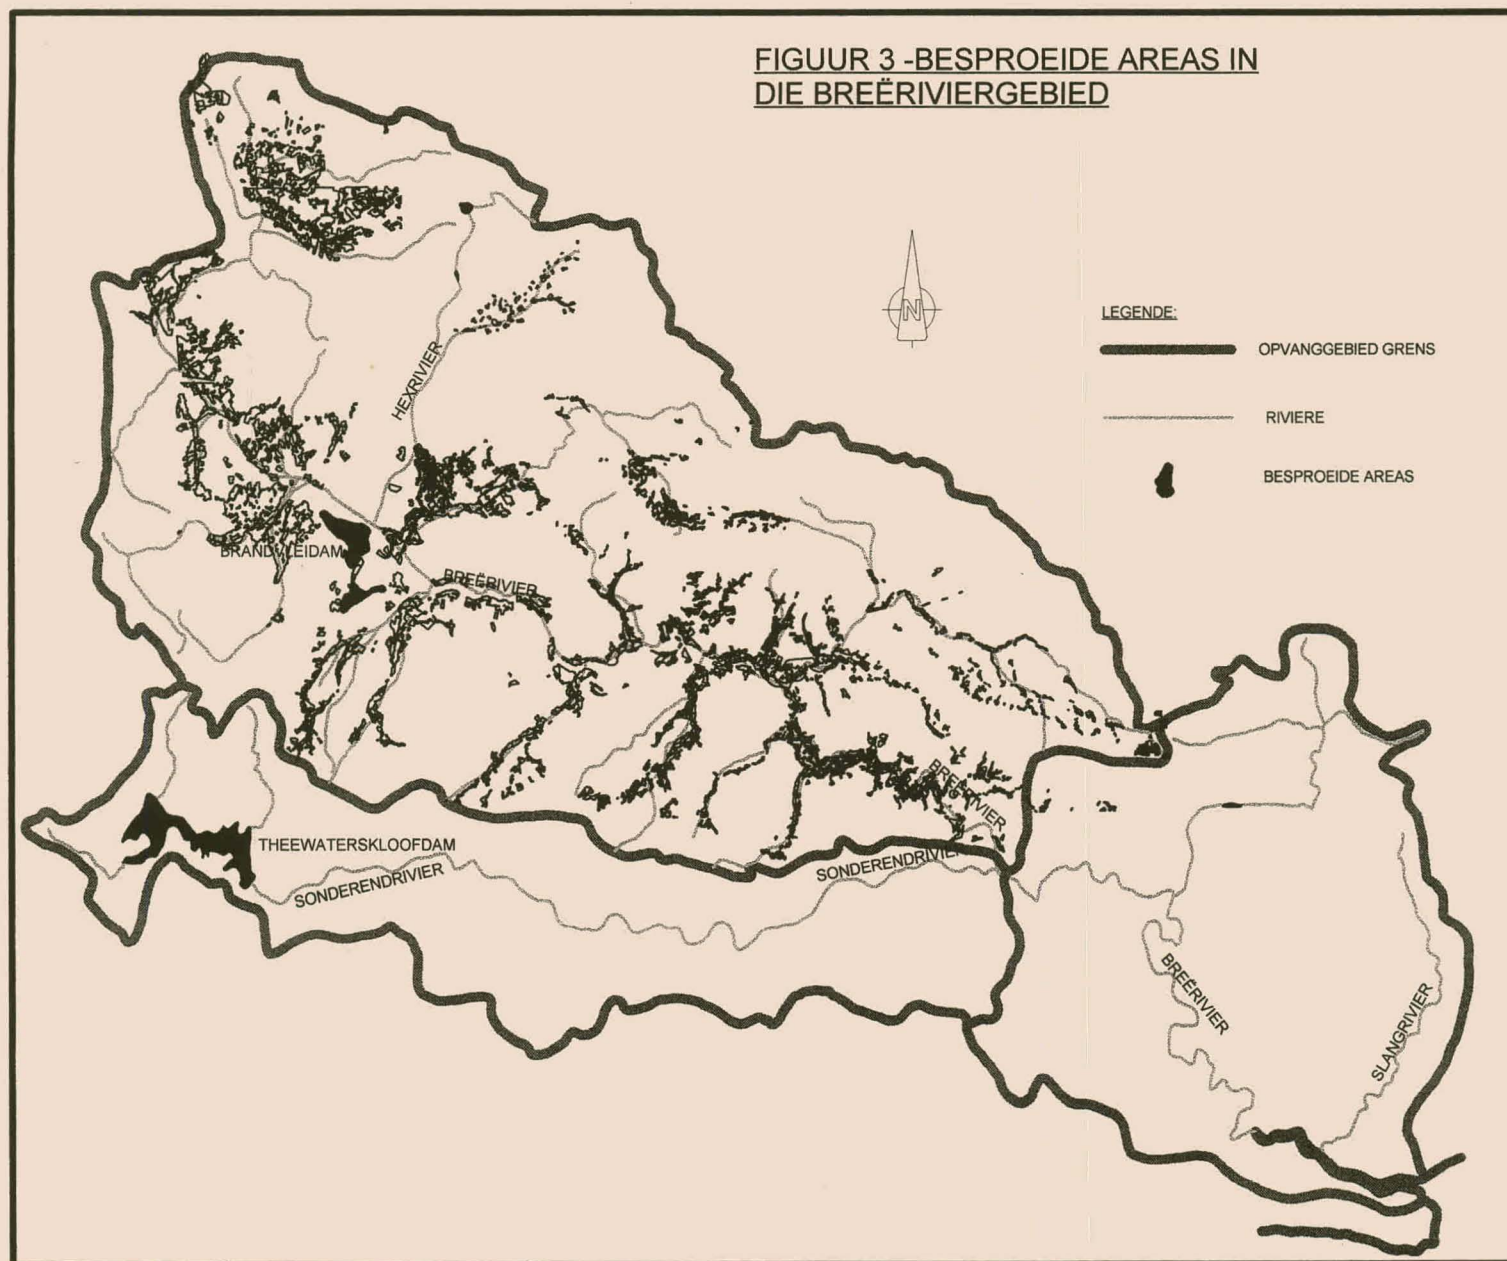 FIGUUR 3 -BESPROEIDE AREAS IN
DIE BREËRIVIERGEBIED
N
LEGENDE:
OPVANGGEBIED GRENS
RIVIERE
BESPROEIDE AREAS
HEXRIVIER
BRANDVLEIDAM
BREËRIVIER
BREËRIVIER
THEEWATERSKLOOFDAM
SONDERENDRIVIER
SONDERENDRIVIER
BREËRIVIER
SLANGRIVIER